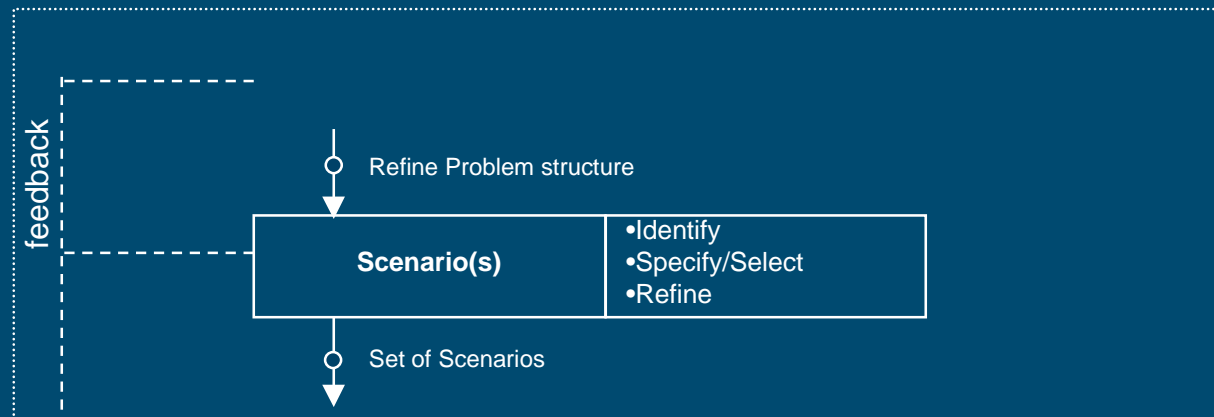 feedback
Refine Problem structure
Scenario(s)
•Identify
•Specify/Select
•Refine
Set of Scenarios